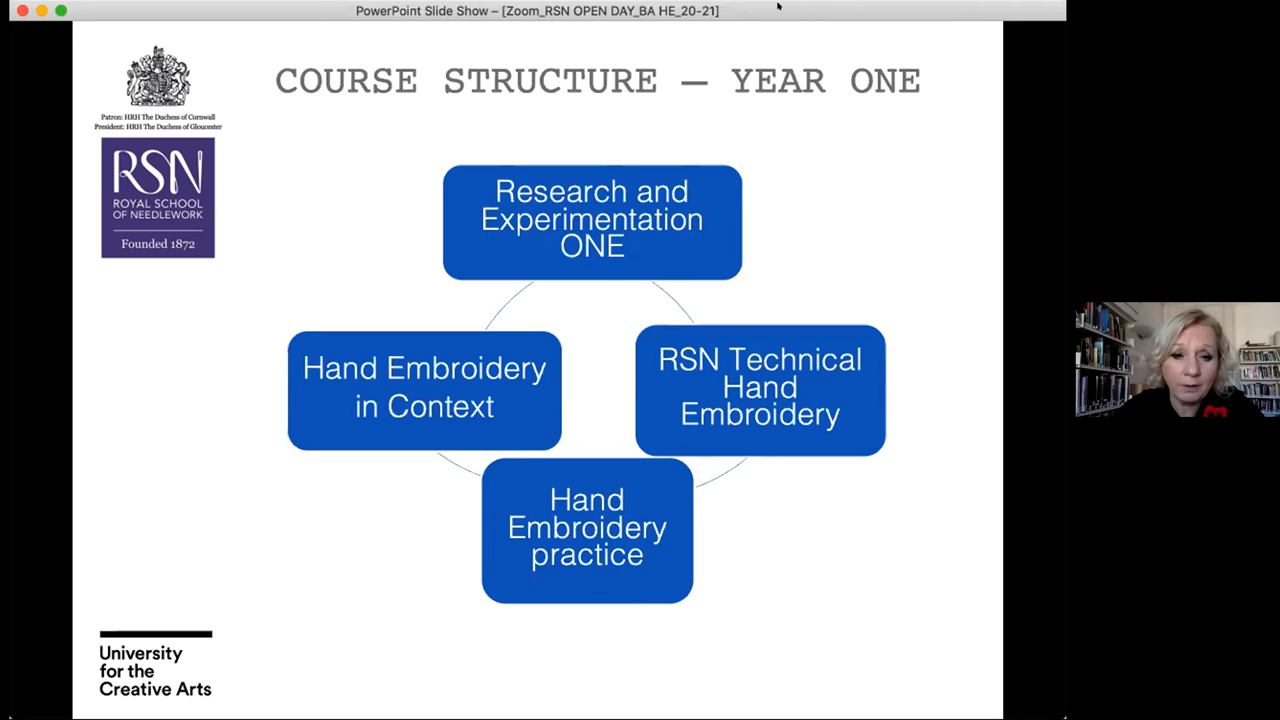 PowerPoint Slide Show – [Zoom_RSN OPEN DAY_BA HE_20-21]
COURSE STRUCTURE – YEAR ONE
Patron: HRH The Duchess of Cornwall
President: HRH The Duchess of Gloucester
RSN
ROYAL SCHOOL
OF NEEDLEWORK
Founded 1872
Research and
Experimentation
ONE
Hand Embroidery
in Context
RSN Technical
Hand
Embroidery
Hand
Embroidery
practice
University
for the
Creative Arts